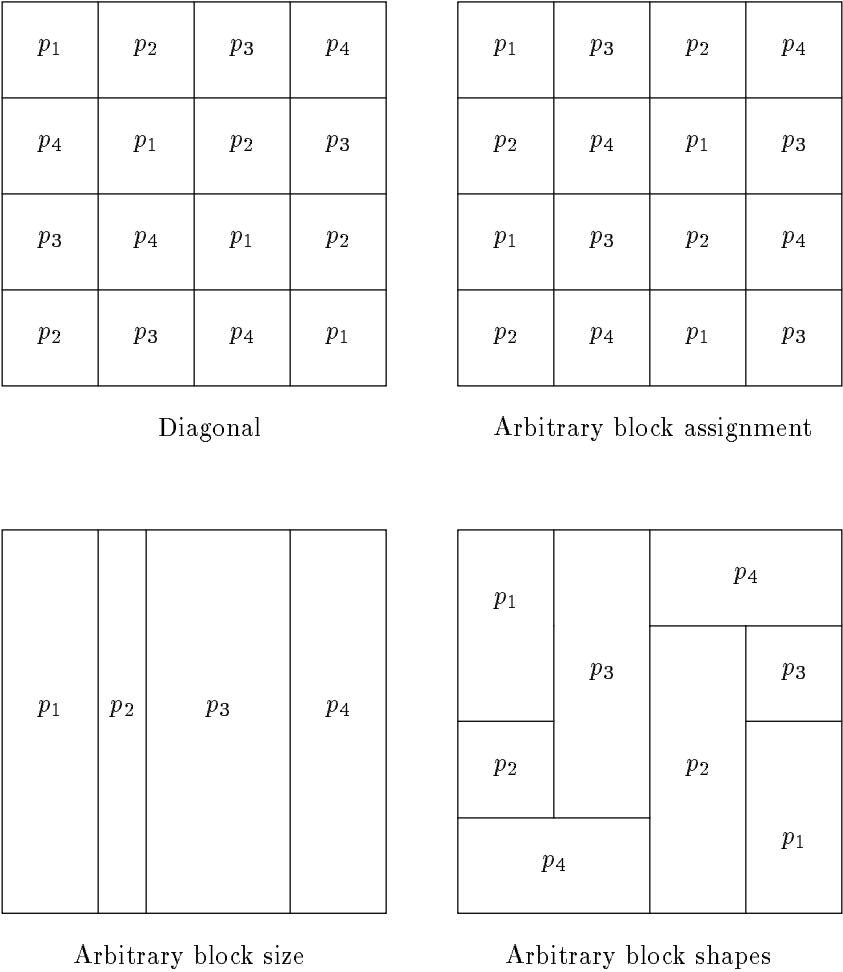 p₁ p₂ p₃ p₄
p₄ p₁ p₂ p₃
p₃ p₄ p₁ p₂
p₂ p₃ p₄ p₁
Diagonal
p₁ p₃ p₂ p₄
p₂ p₄ p₁ p₃
p₁ p₃ p₂ p₄
p₂ p₄ p₁ p₃
Arbitrary block assignment
p₁ p₂ p₃ p₄
Arbitrary block size
p₄
p₁
p₃ p₃
p₂ p₂
p₁
p₄
Arbitrary block shapes